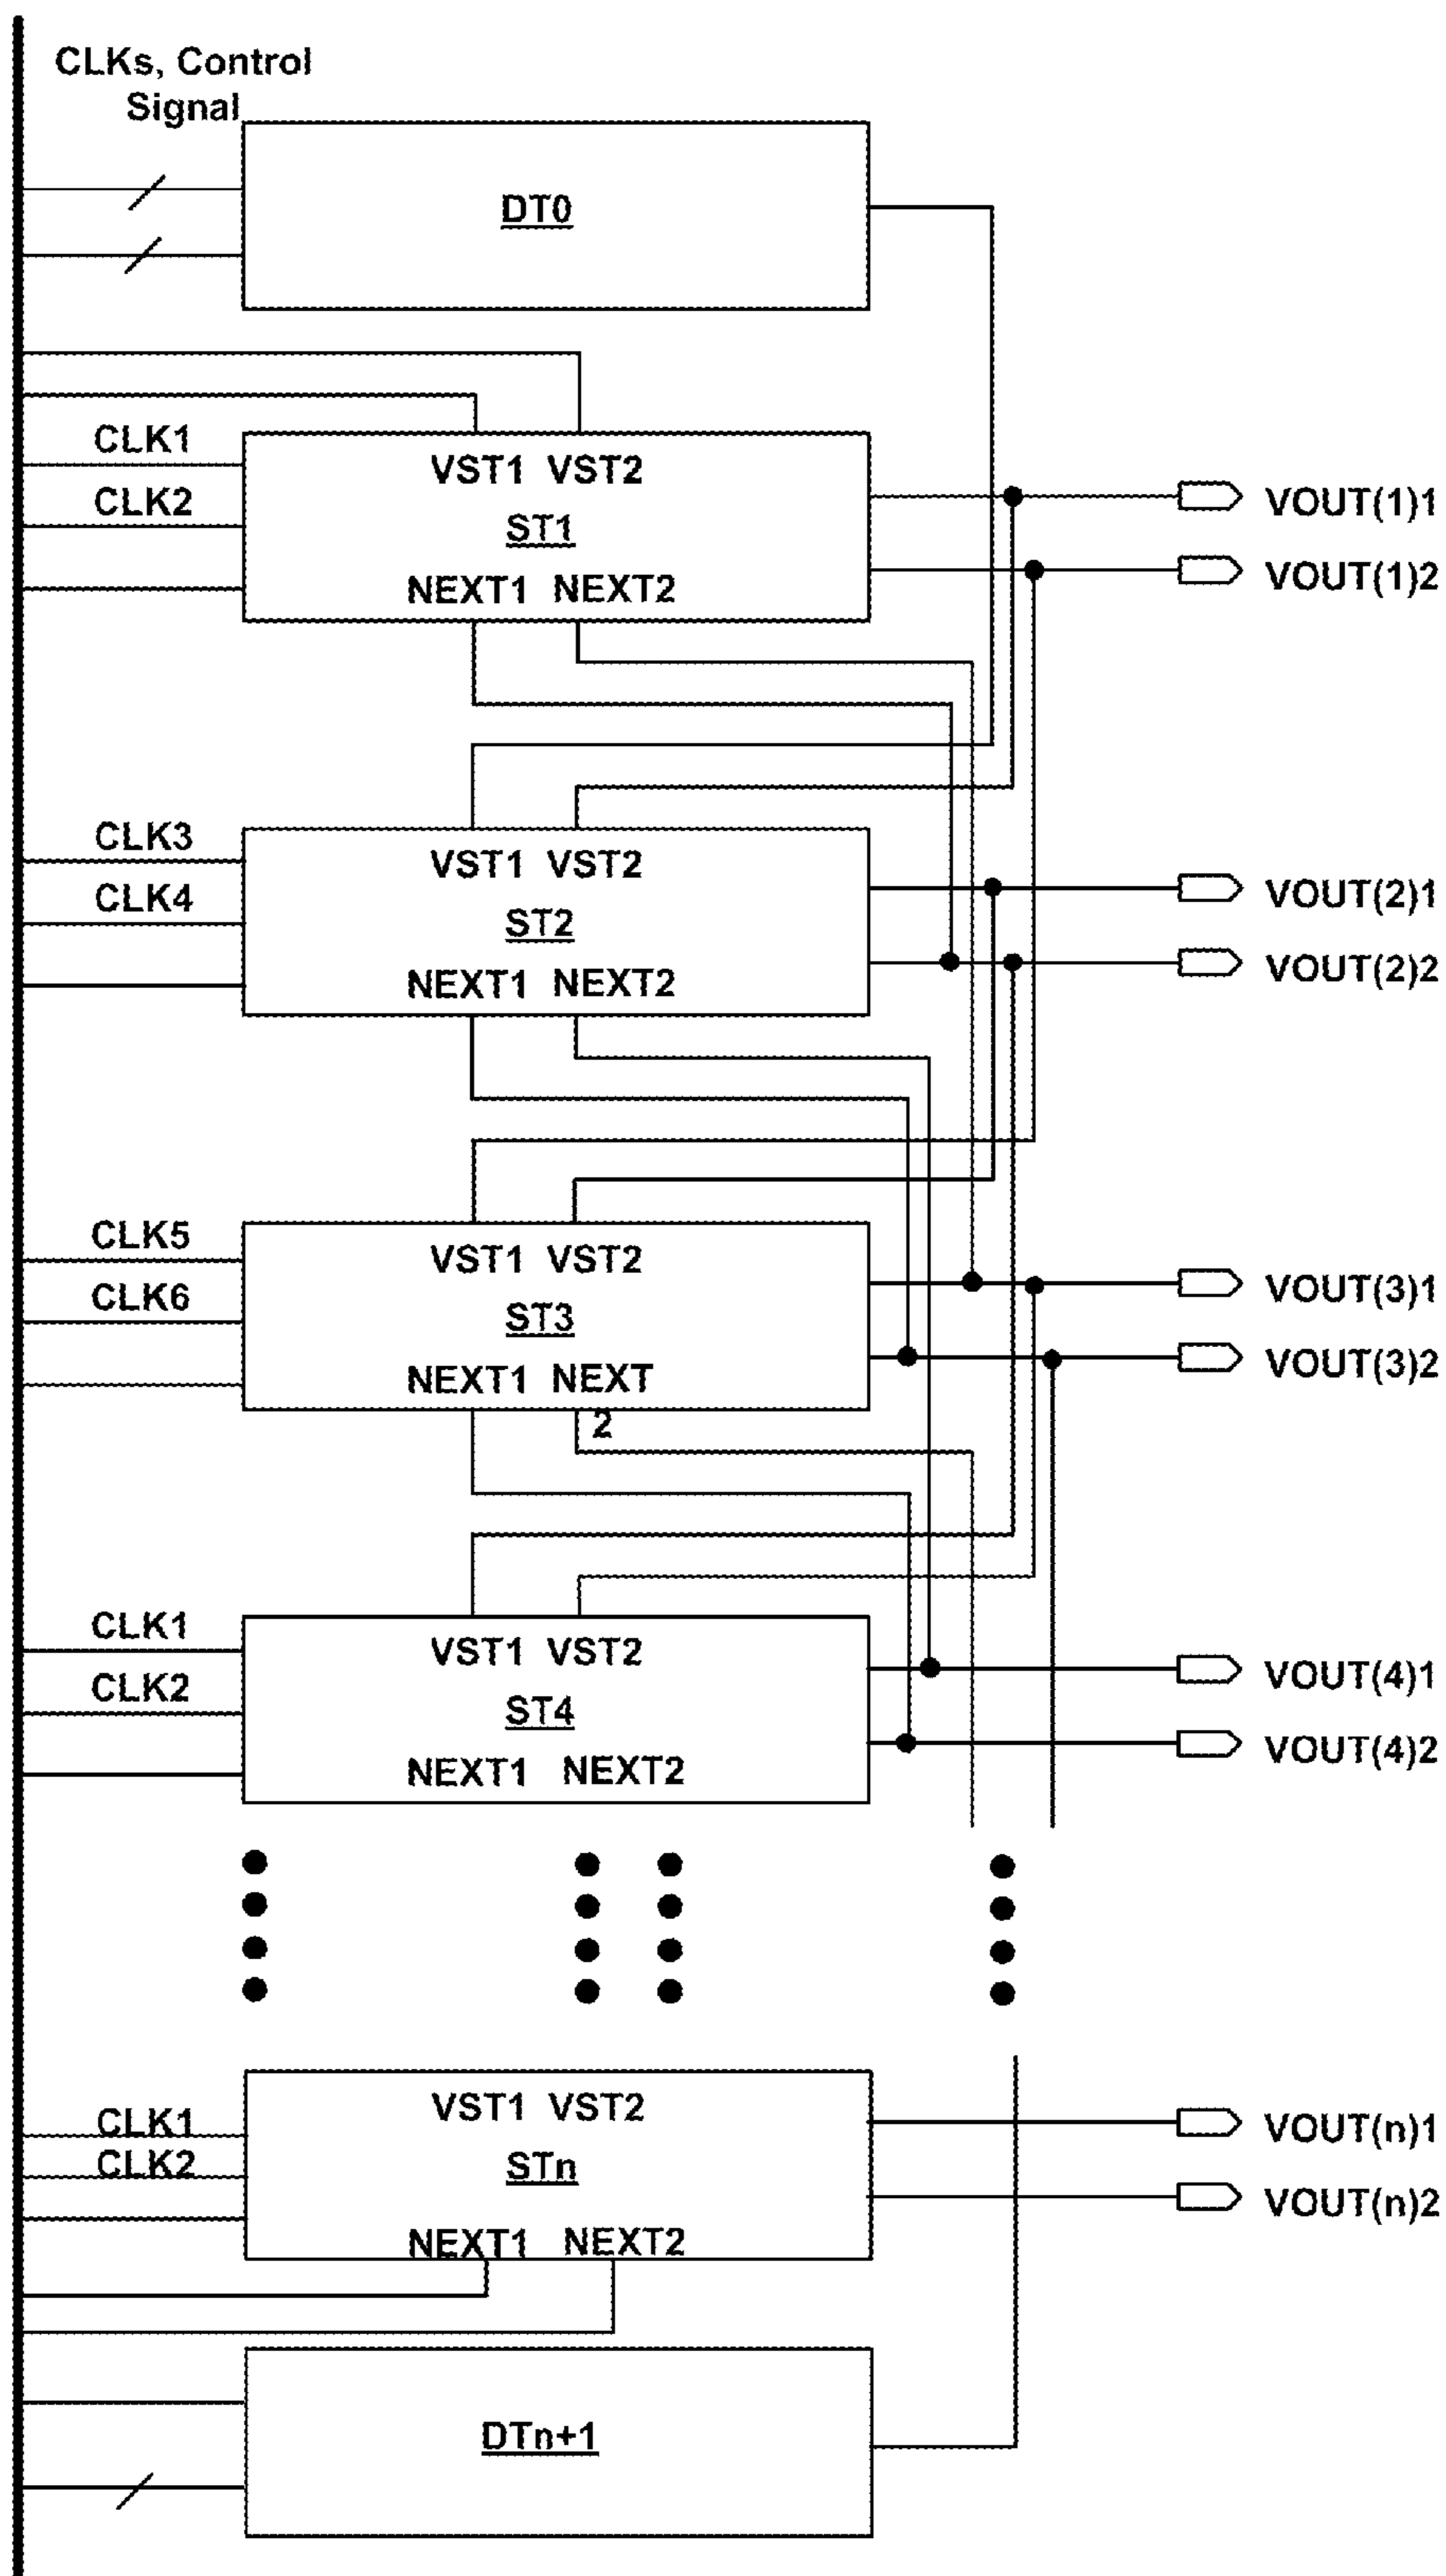 CLKs, Control
Signal
DT0
CLK1
CLK2
VST1 VST2
ST1
NEXT1 NEXT2
VOUT(1)1
VOUT(1)2
CLK3
CLK4
VST1 VST2
ST2
NEXT1 NEXT2
VOUT(2)1
VOUT(2)2
CLK5
CLK6
VST1 VST2
ST3
NEXT1 NEXT
2
VOUT(3)1
VOUT(3)2
CLK1
CLK2
VST1 VST2
ST4
NEXT1 NEXT2
VOUT(4)1
VOUT(4)2
CLK1
CLK2
VST1 VST2
STn
NEXT1 NEXT2
VOUT(n)1
VOUT(n)2
DTn+1